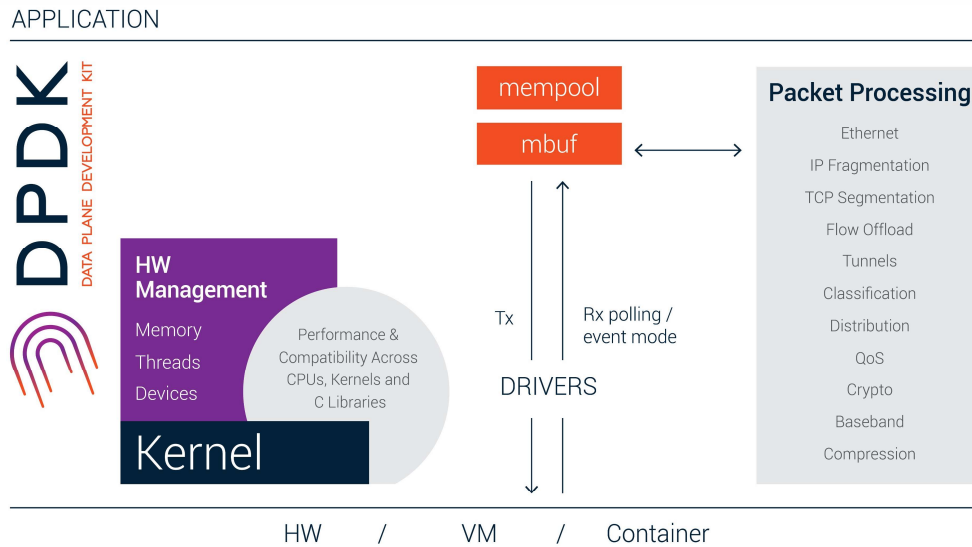 APPLICATION
DPDK
DATA PLANE DEVELOPMENT KIT
HW
Management
Memory
Threads
Devices
Performance &
Compatibility Across
CPUs, Kernels and
C Libraries
Kernel
mempool
mbuf
Tx
Rx polling /
event mode
DRIVERS
Packet Processing
Ethernet
IP Fragmentation
TCP Segmentation
Flow Offload
Tunnels
Classification
Distribution
QoS
Crypto
Baseband
Compression
HW / VM / Container